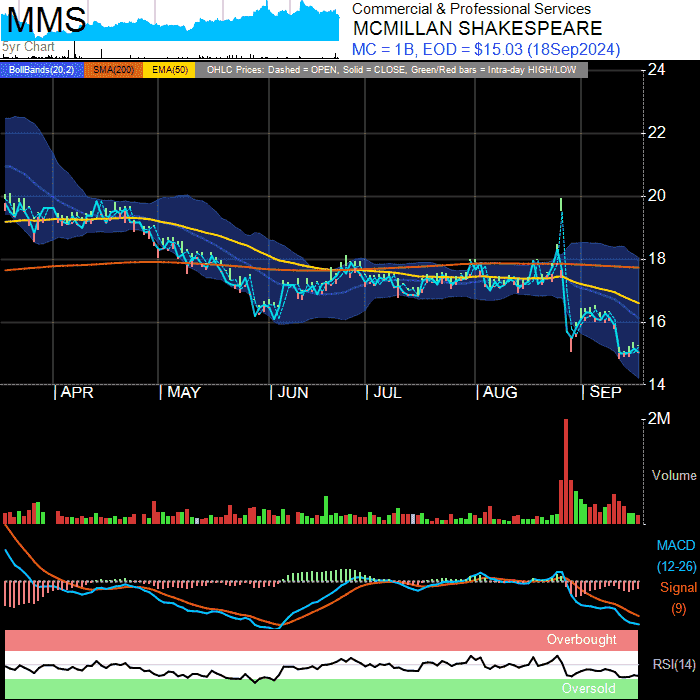 MMS
5yr Chart
Commercial & Professional Services
MCMILLAN SHAKESPEARE
MC = 1B, EOD = $15.03 (18Sep2024)
BollBands(20,2) SMA(200) EMA(50) OHLC Prices: Dashed = OPEN, Solid = CLOSE, Green/Red bars = Intra-day HIGH/LOW
24
22
20
18
16
14
APR MAY JUN JUL AUG SEP
2M
Volume
MACD
(12-26)
Signal
(9)
Overbought
RSI(14)
Oversold